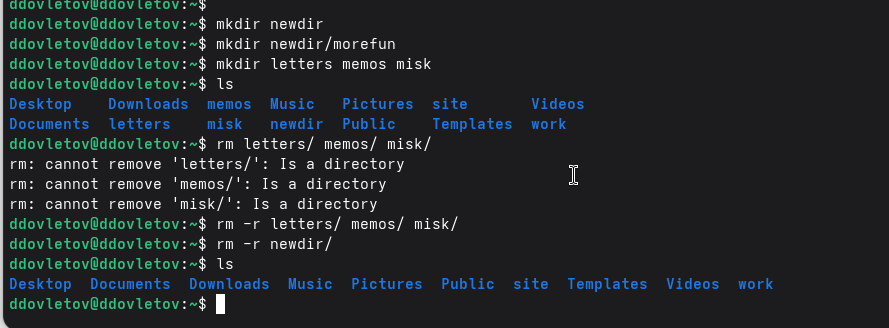 ddovletov@ddovletov:~$
ddovletov@ddovletov:~$ mkdir newdir
ddovletov@ddovletov:~$ mkdir newdir/morefun
ddovletov@ddovletov:~$ mkdir letters memos misk
ddovletov@ddovletov:~$ ls
Desktop    Downloads  memos  Music   Pictures  site       Videos
Documents  letters    misk   newdir  Public    Templates  work
ddovletov@ddovletov:~$ rm letters/ memos/ misk/
rm: cannot remove 'letters/': Is a directory
rm: cannot remove 'memos/': Is a directory
rm: cannot remove 'misk/': Is a directory
ddovletov@ddovletov:~$ rm -r letters/ memos/ misk/
ddovletov@ddovletov:~$ rm -r newdir/
ddovletov@ddovletov:~$ ls
Desktop  Documents  Downloads  Music  Pictures  Public  site  Templates  Videos  work
ddovletov@ddovletov:~$